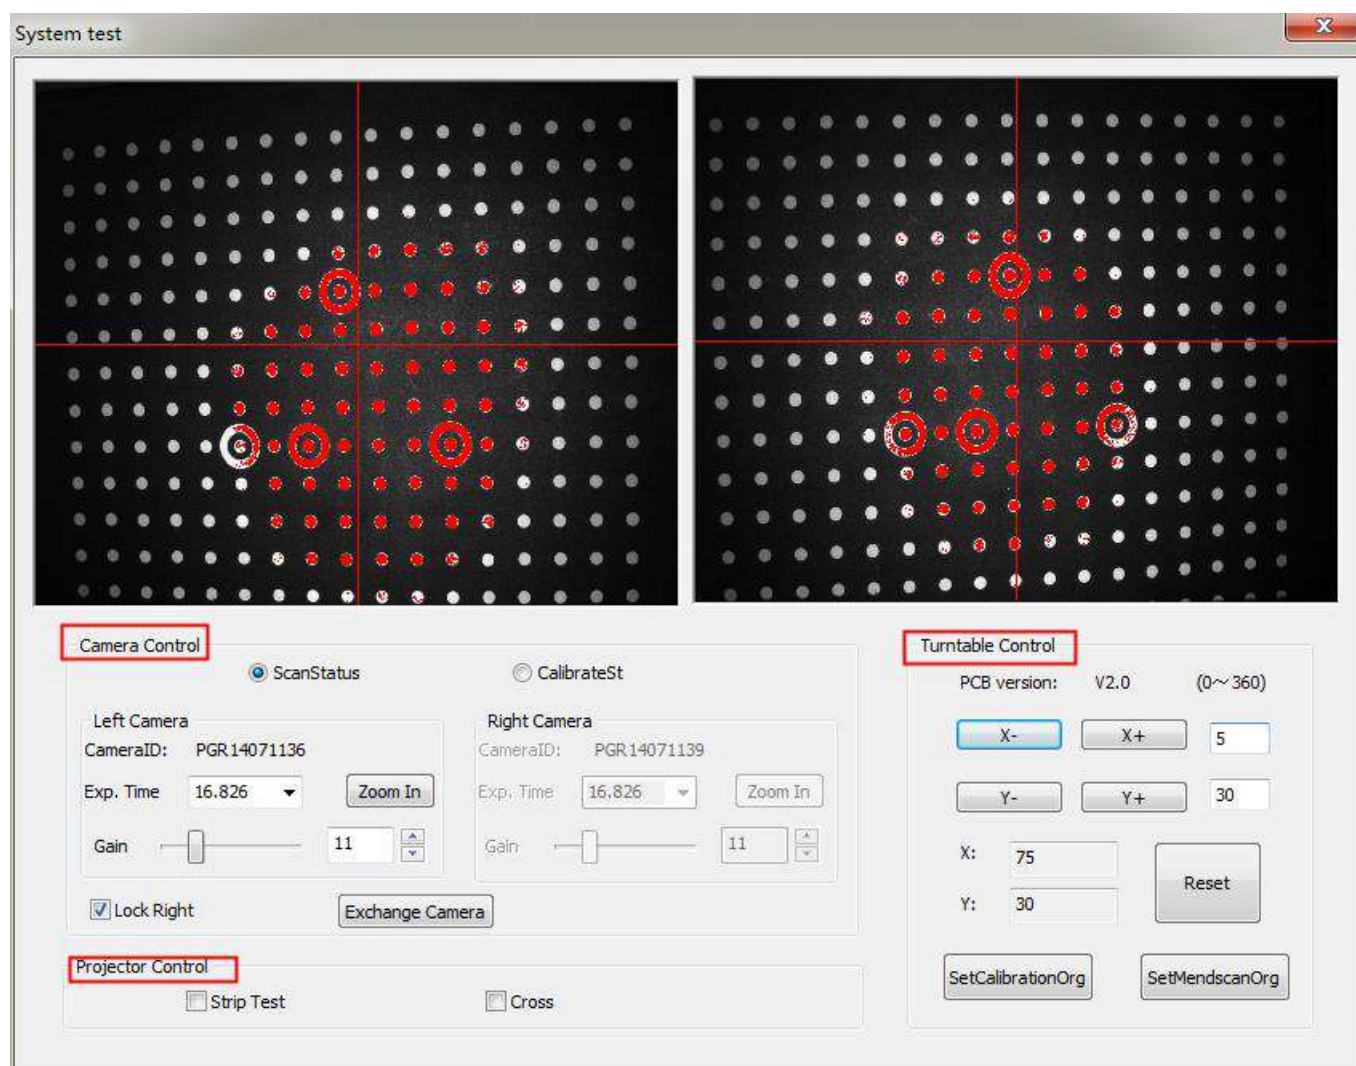 System test
X
Camera Control
ScanStatus
CalibrateSt
Left Camera
CameraID: PGR14071136
Exp. Time 16.826 Zoom In
Gain 11
Right Camera
CameraID: PGR14071139
Exp. Time 16.826 Zoom In
Gain 11
Lock Right
Exchange Camera
Projector Control
Strip Test
Cross
Turntable Control
PCB version: V2.0 (0～360)
X- X+ 5
Y- Y+ 30
X: 75
Y: 30
Reset
SetCalibrationOrg
SetMendscanOrg